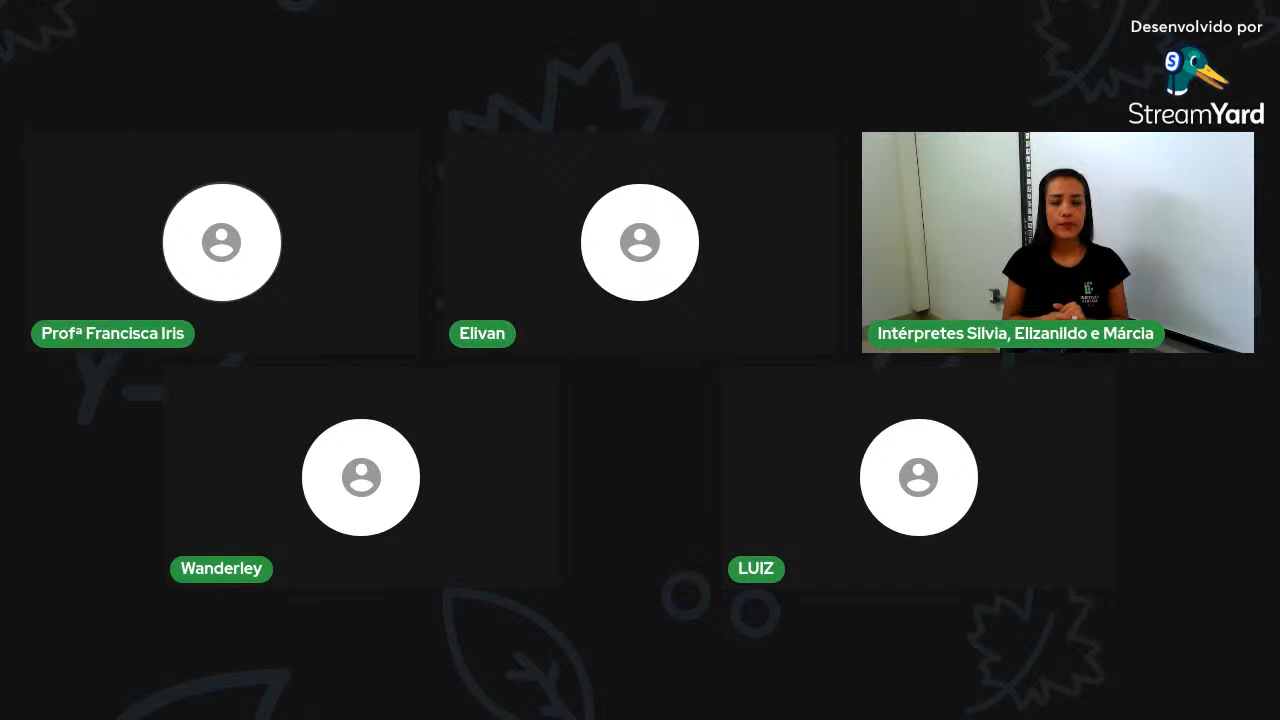 Desenvolvido por
StreamYard
Profª Francisca Iris
Elivan
Intérpretes Silvia, Elizanildo e Márcia
Wanderley
LUIZ